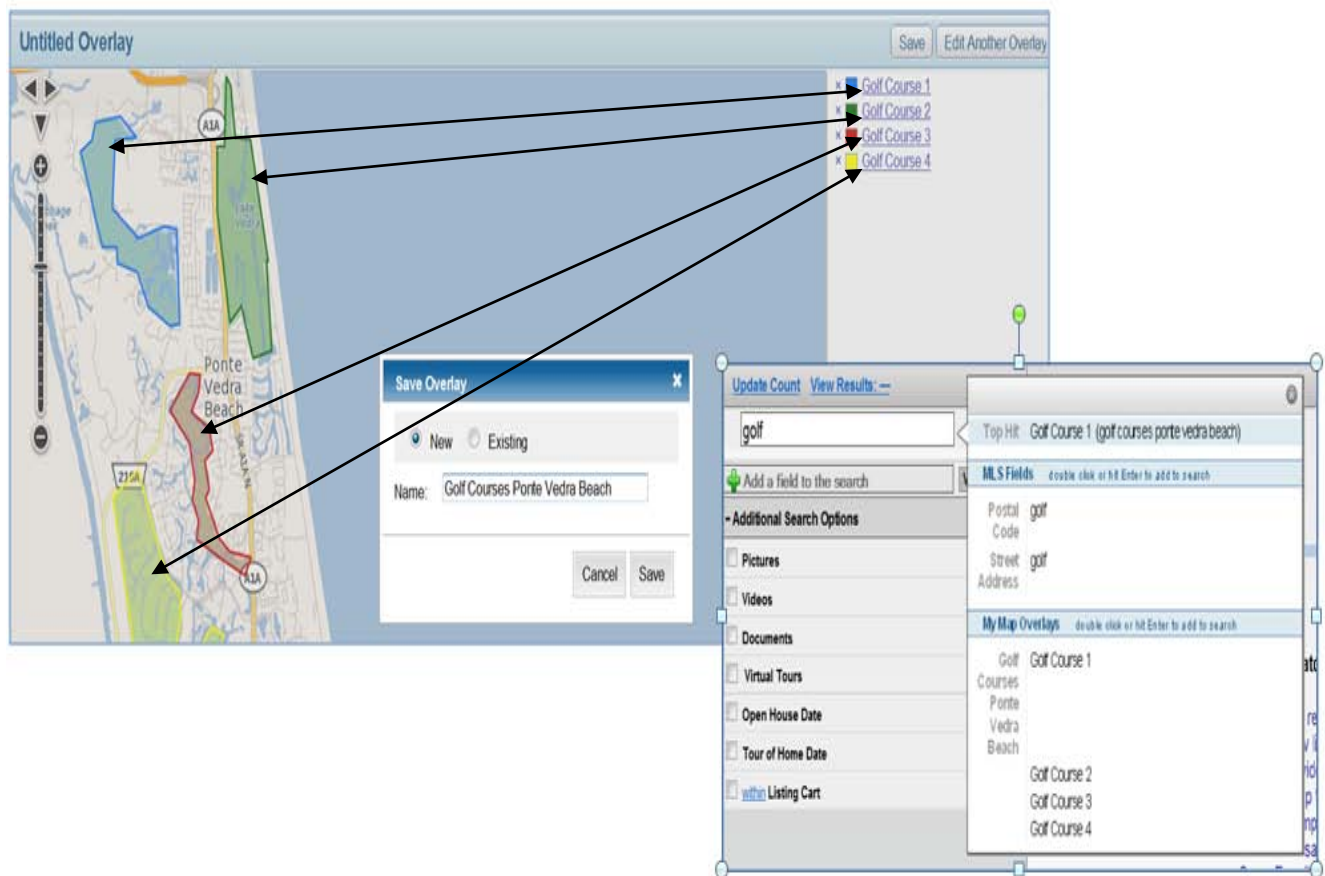 Untitled Overlay
Save
Edit Another Overlay
× Golf Course 1
× Golf Course 2
× Golf Course 3
× Golf Course 4
A1A
Lake
Vedra
Ponte
Vedra
Beach
SR-A1A N
210A
A1A
Save Overlay
×
New
Existing
Name:
Golf Courses Ponte Vedra Beach
Cancel
Save
Update Count View Results: —
golf
Add a field to the search
- Additional Search Options
Pictures
Videos
Documents
Virtual Tours
Open House Date
Tour of Home Date
within Listing Cart
Top Hit Golf Course 1 (golf courses ponte vedra beach)
MLS Fields double click or hit Enter to add to search
Postal
Code
golf
Street
Address
golf
My Map Overlays double click or hit Enter to add to search
Golf
Courses
Ponte
Vedra
Beach
Golf Course 1
Golf Course 2
Golf Course 3
Golf Course 4